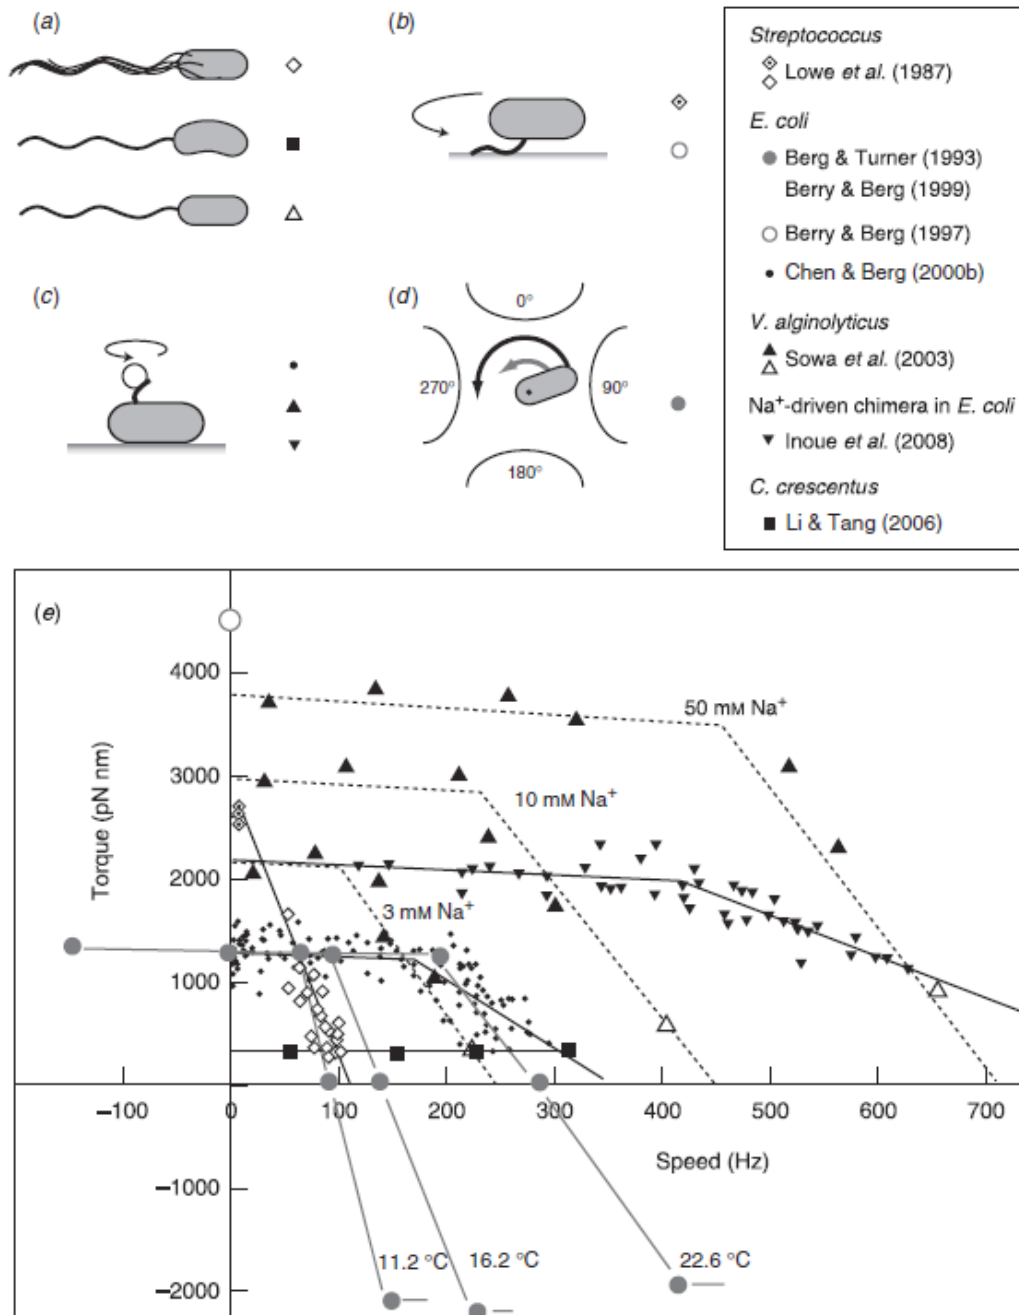 (a)
(b)
(c)
(d)
0°
270°
90°
180°
Streptococcus
Lowe et al. (1987)
E. coli
Berg & Turner (1993)
Berry & Berg (1999)
Berry & Berg (1997)
Chen & Berg (2000b)
V. alginolyticus
Sowa et al. (2003)
Na⁺-driven chimera in E. coli
Inoue et al. (2008)
C. crescentus
Li & Tang (2006)
(e)
4000
3000
2000
1000
0
−1000
−2000
Torque (pN nm)
50 mM Na⁺
10 mM Na⁺
3 mM Na⁺
−100
0
100
200
300
400
500
600
700
Speed (Hz)
11.2 °C
16.2 °C
22.6 °C